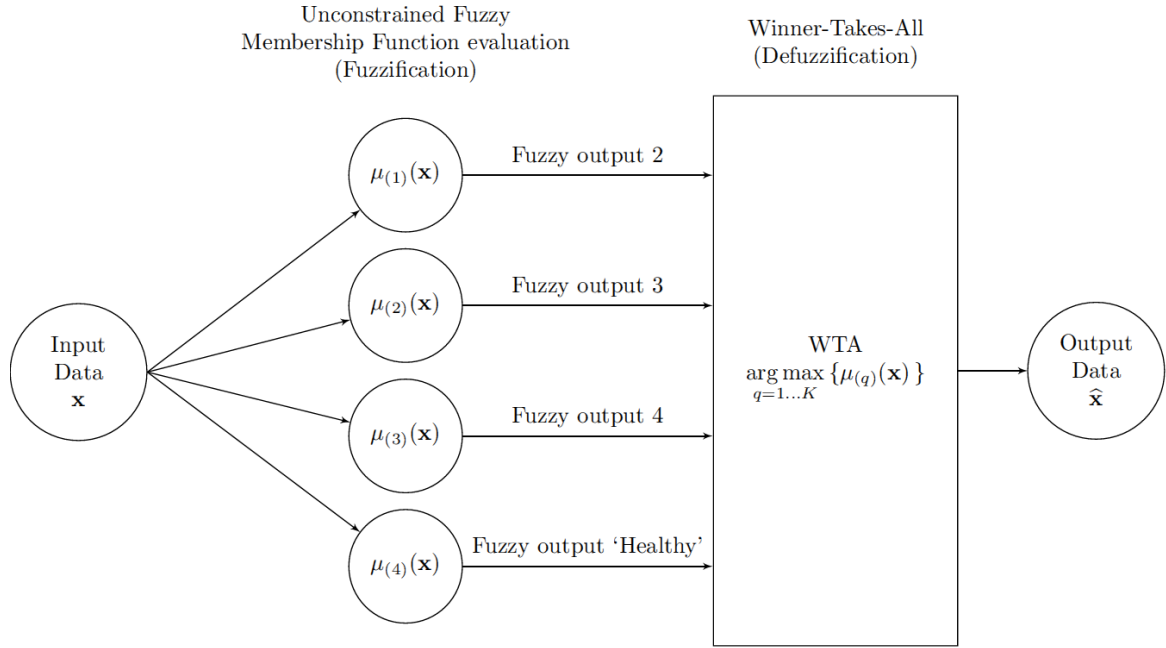 Unconstrained Fuzzy
Membership Function evaluation
(Fuzzification)
Winner-Takes-All
(Defuzzification)
Input
Data
x
μ(1)(x)
μ(2)(x)
μ(3)(x)
μ(4)(x)
Fuzzy output 2
Fuzzy output 3
Fuzzy output 4
Fuzzy output ‘Healthy’
WTA
arg max {μ(q)(x) }
q=1...K
Output
Data
x̂